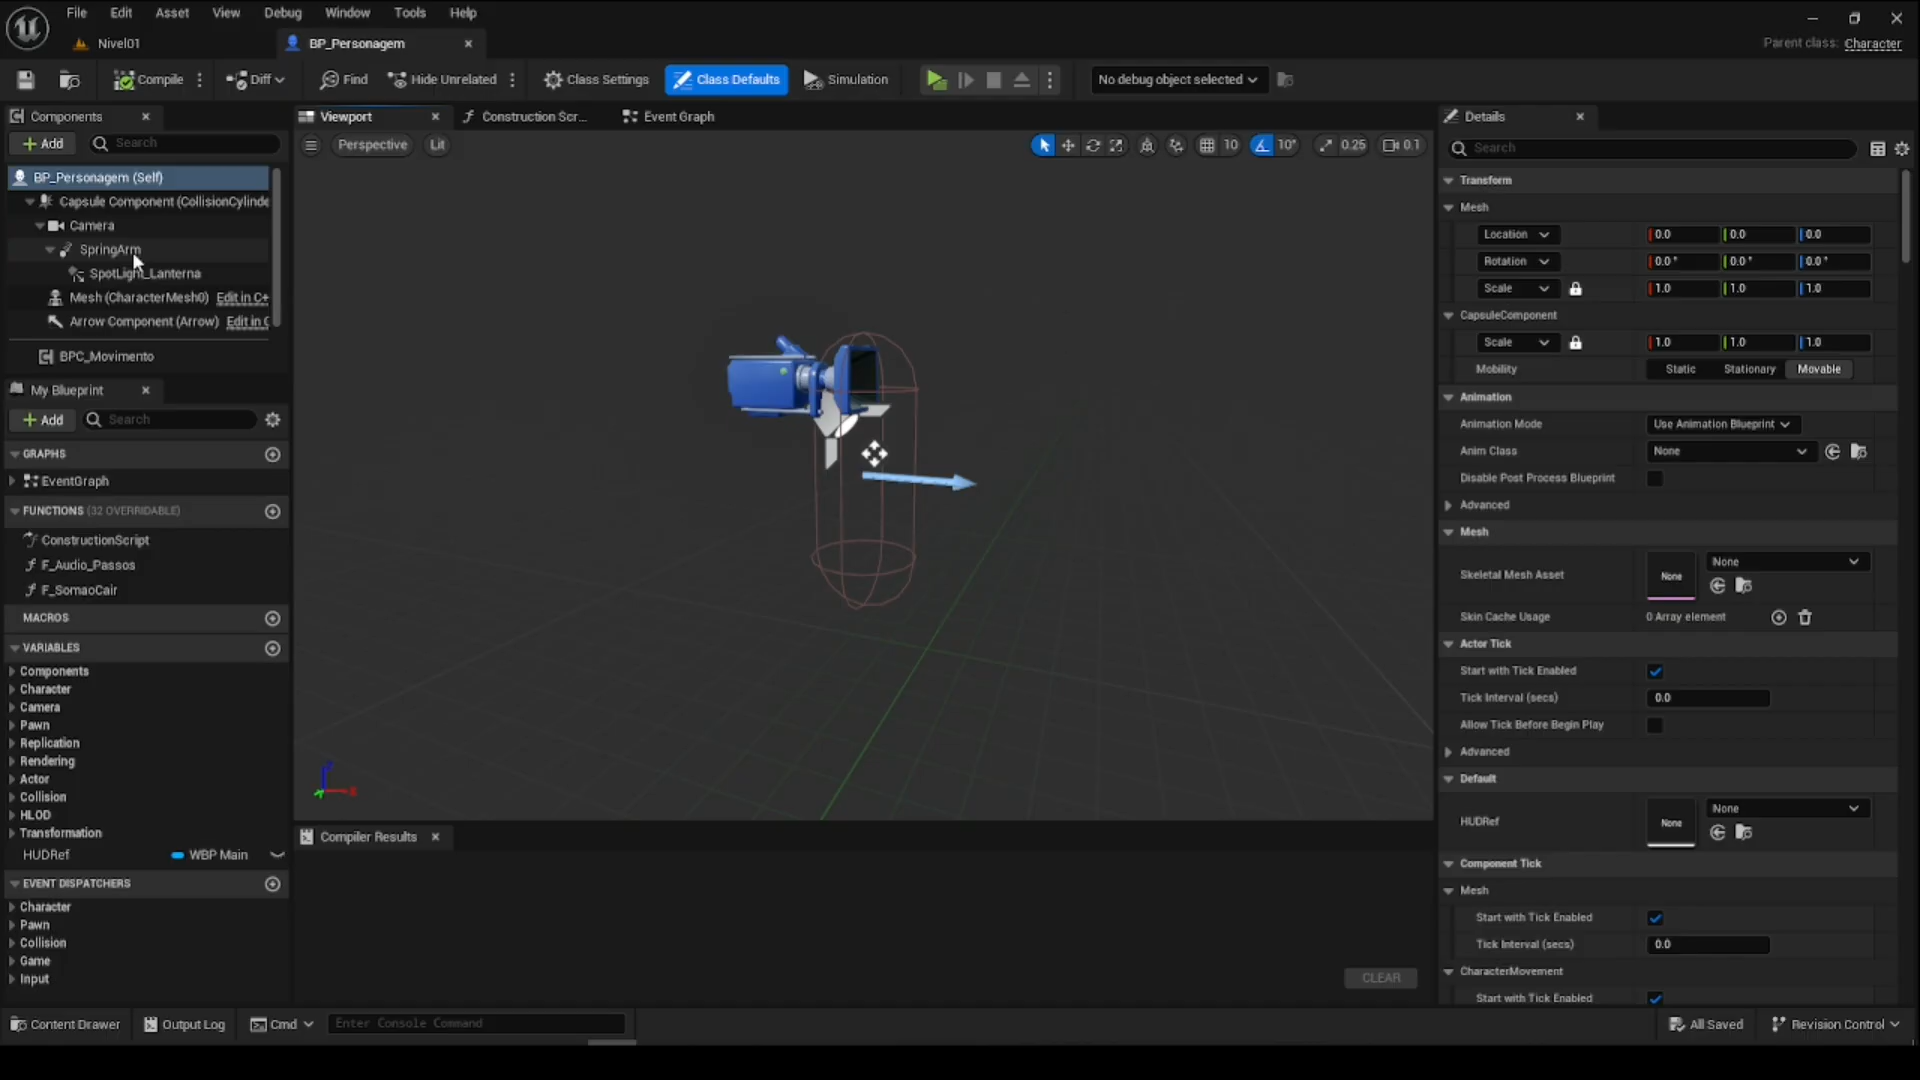 File Edit Asset View Debug Window Tools Help
Nivel01
BP_Personagem
Parent class: Character
Compile
Diff
Find
Hide Unrelated
Class Settings
Class Defaults
Simulation
No debug object selected
Components
Add
Search
BP_Personagem (Self)
Capsule Component (CollisionCylinde
Camera
SpringArm
SpotLight_Lanterna
Mesh (CharacterMesh0) Edit in C+
Arrow Component (Arrow) Edit in C
BPC_Movimento
My Blueprint
Add
Search
GRAPHS
EventGraph
FUNCTIONS (32 OVERRIDABLE)
ConstructionScript
F_Audio_Passos
F_SomaoCair
MACROS
VARIABLES
Components
Character
Camera
Pawn
Replication
Rendering
Actor
Collision
HLOD
Transformation
HUDRef WBP Main
EVENT DISPATCHERS
Character
Pawn
Collision
Game
Input
Viewport
Construction Scr...
Event Graph
Perspective
Lit
10
10°
0.25
0.1
Z
X
Y
Compiler Results
CLEAR
Details
Search
Transform
Mesh
Location 0.0 0.0 0.0
Rotation 0.0 ° 0.0 ° 0.0 °
Scale 1.0 1.0 1.0
CapsuleComponent
Scale 1.0 1.0 1.0
Mobility Static Stationary Movable
Animation
Animation Mode Use Animation Blueprint
Anim Class None
Disable Post Process Blueprint
Advanced
Mesh
Skeletal Mesh Asset None None
Skin Cache Usage 0 Array element
Actor Tick
Start with Tick Enabled
Tick Interval (secs) 0.0
Allow Tick Before Begin Play
Advanced
Default
HUDRef None None
Component Tick
Mesh
Start with Tick Enabled
Tick Interval (secs) 0.0
CharacterMovement
Start with Tick Enabled
Content Drawer
Output Log
Cmd
Enter Console Command
All Saved
Revision Control